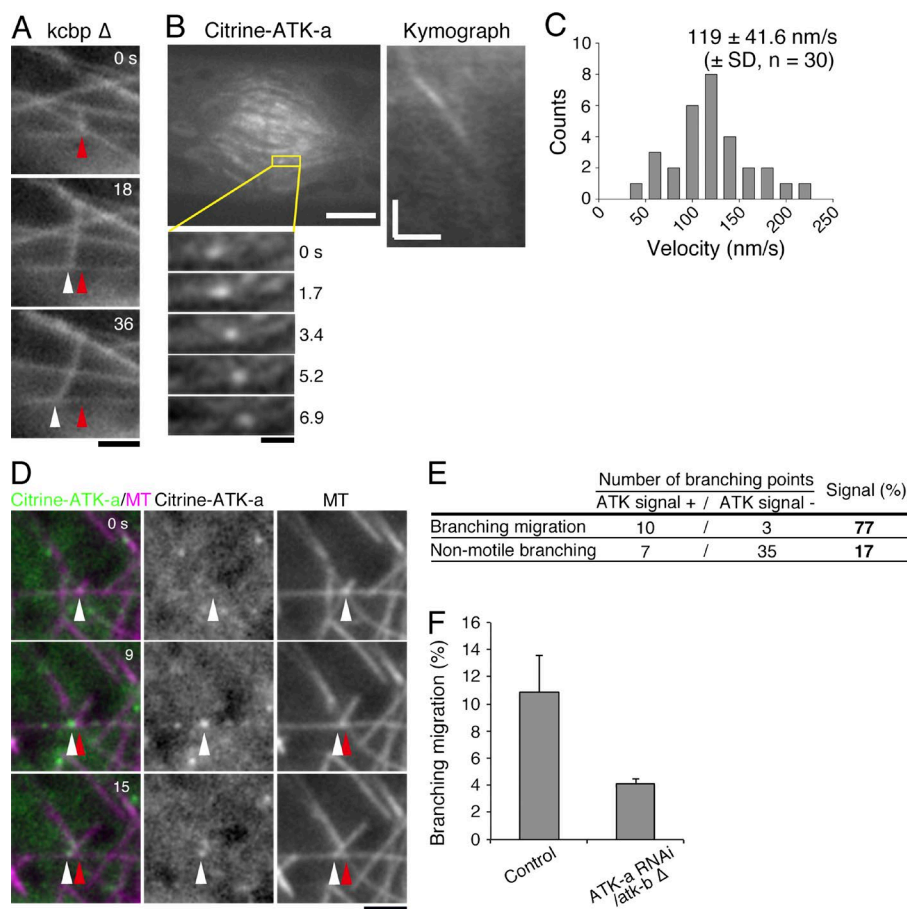 A
kcbp Δ
0 s
18
36
B
Citrine-ATK-a
Kymograph
0 s
1.7
3.4
5.2
6.9
C
119 ± 41.6 nm/s
(± SD, n = 30)
Counts
10
8
6
4
2
0
0
50
100
150
200
250
Velocity (nm/s)
D
Citrine-ATK-a/MT Citrine-ATK-a MT
0 s
9
15
E
Number of branching points Signal (%)
ATK signal + / ATK signal -
Branching migration 10 / 3 77
Non-motile branching 7 / 35 17
F
Branching migration (%)
16
14
12
10
8
6
4
2
0
Control
ATK-a RNAi
/atk-b Δ